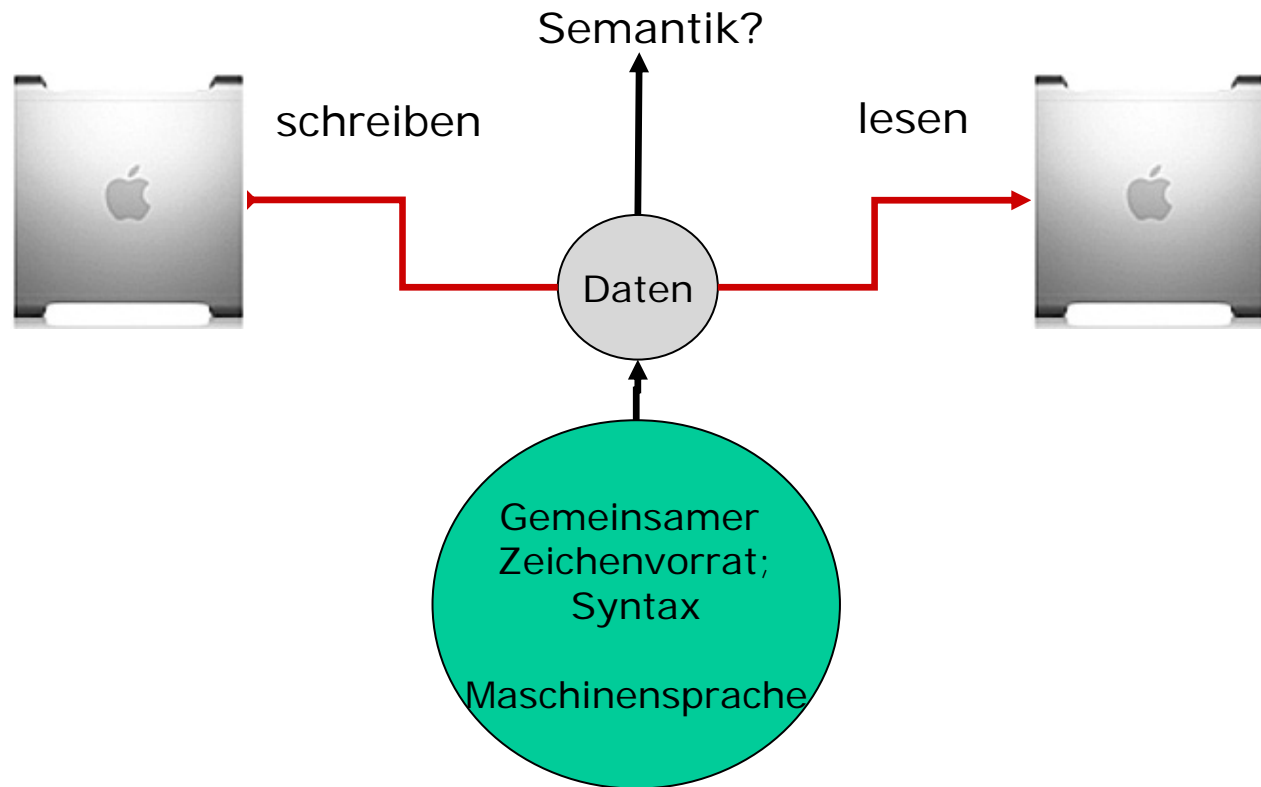 Semantik?
schreiben
lesen
Daten
Gemeinsamer
Zeichenvorrat;
Syntax
Maschinensprache